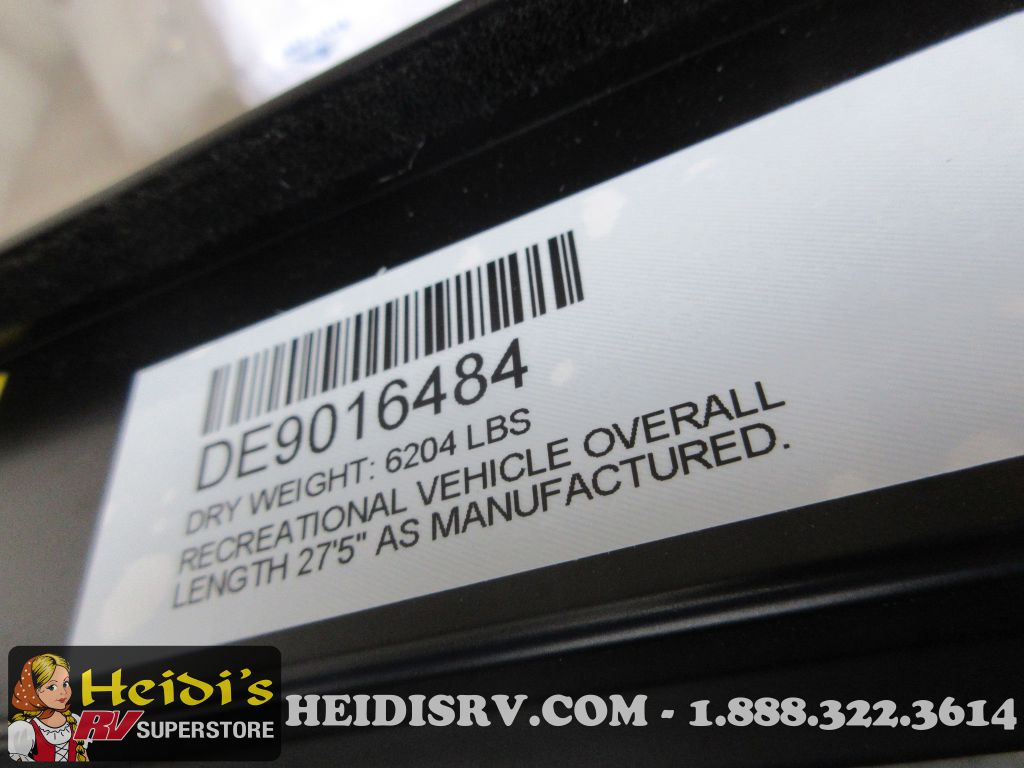 DE9016484
DRY WEIGHT: 6204 LBS
RECREATIONAL VEHICLE OVERALL
LENGTH 27'5" AS MANUFACTURED.
Heidi's
RV SUPERSTORE
HEIDISRV.COM - 1.888.322.3614